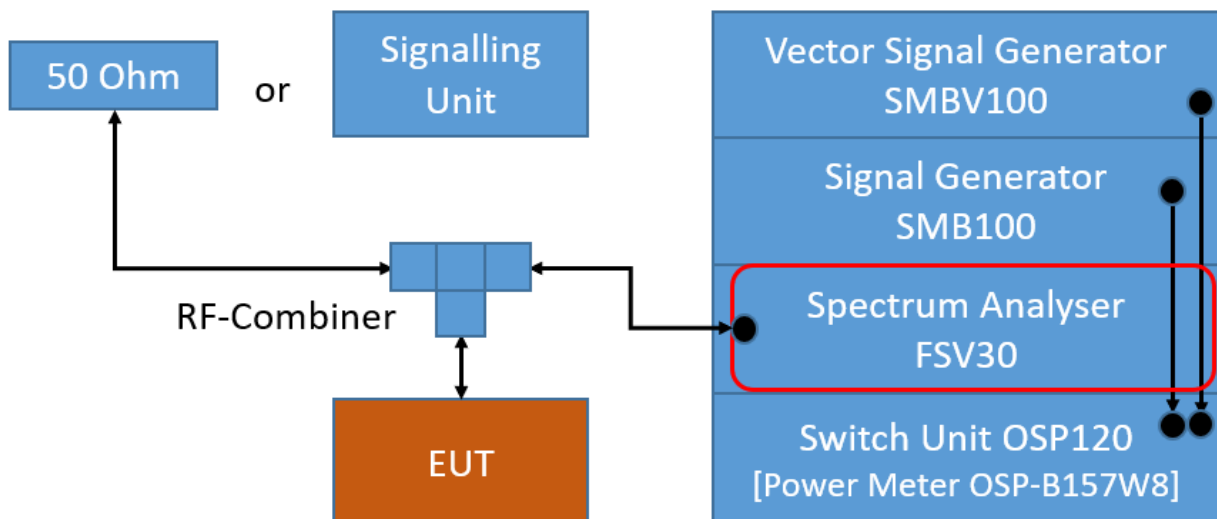 50 Ohm
or
Signalling
Unit
Vector Signal Generator
SMBV100
Signal Generator
SMB100
RF-Combiner
Spectrum Analyser
FSV30
EUT
Switch Unit OSP120
[Power Meter OSP-B157W8]